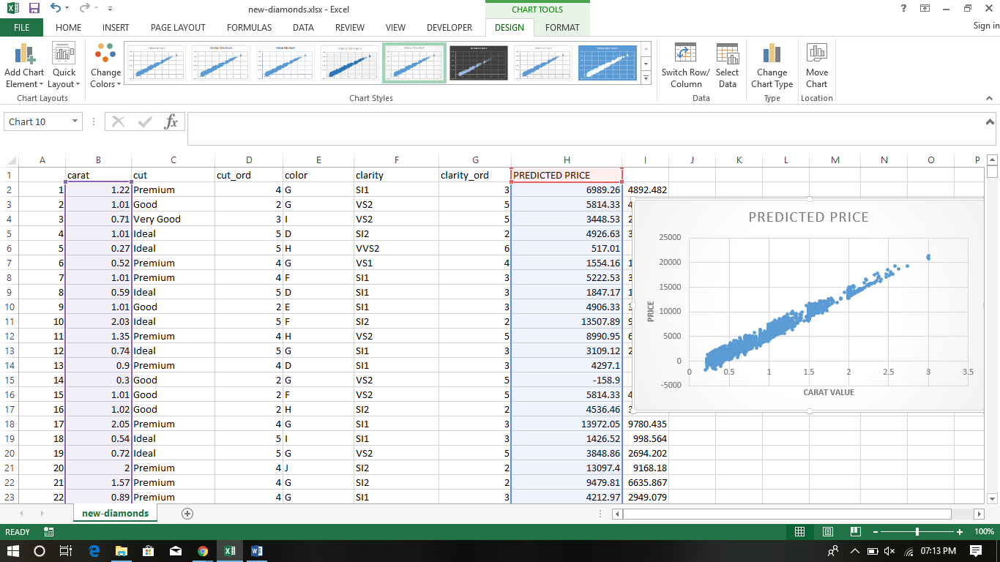 new-diamonds.xlsx - Excel
CHART TOOLS
?
FILE
HOME
INSERT
PAGE LAYOUT
FORMULAS
DATA
REVIEW
VIEW
DEVELOPER
DESIGN
FORMAT
Sign in
Add Chart Element
Quick Layout
Change Colors
Switch Row/ Column
Select Data
Change Chart Type
Move Chart
Chart Layouts
Chart Styles
Data
Type
Location
Chart 10
fx
A B C D E F G H I J K L M N O P
1 carat cut cut_ord color clarity clarity_ord PREDICTED PRICE
2 1 1.22 Premium 4 G SI1 3 6989.26 4892.482
3 2 1.01 Good 2 G VS2 5 5814.33 4
4 3 0.71 Very Good 3 I VS2 5 3448.53 2
5 4 1.01 Ideal 5 D SI2 2 4926.63 3
6 5 0.27 Ideal 5 H VVS2 6 517.01
7 6 0.52 Premium 4 G VS1 4 1554.16 1
8 7 1.01 Premium 4 F SI1 3 5222.53 3
9 8 0.59 Ideal 5 D SI1 3 1847.17 1
10 9 1.01 Good 2 E SI1 3 4906.33 3
11 10 2.03 Ideal 5 F SI2 2 13507.89 9
12 11 1.35 Premium 4 H VS2 5 8990.95 6
13 12 0.74 Ideal 5 G SI1 3 3109.12 2
14 13 0.9 Premium 4 D SI1 3 4297.1
15 14 0.3 Good 2 G VS2 5 -158.9
16 15 1.01 Good 2 F VS2 5 5814.33 4
17 16 1.02 Good 2 H SI2 2 4536.46 3
18 17 2.05 Premium 4 G SI1 3 13972.05 9780.435
19 18 0.54 Ideal 5 I SI1 3 1426.52 998.564
20 19 0.72 Ideal 5 G VS2 5 3848.86 2694.202
21 20 2 Premium 4 J SI2 2 13097.4 9168.18
22 21 1.57 Premium 4 G SI2 2 9479.81 6635.867
23 22 0.89 Premium 4 G SI1 3 4212.97 2949.079
PREDICTED PRICE
25000
20000
15000
10000
5000
0
-5000
PRICE
0 0.5 1 1.5 2 2.5 3 3.5
CARAT VALUE
new-diamonds
READY
100%
07:13 PM